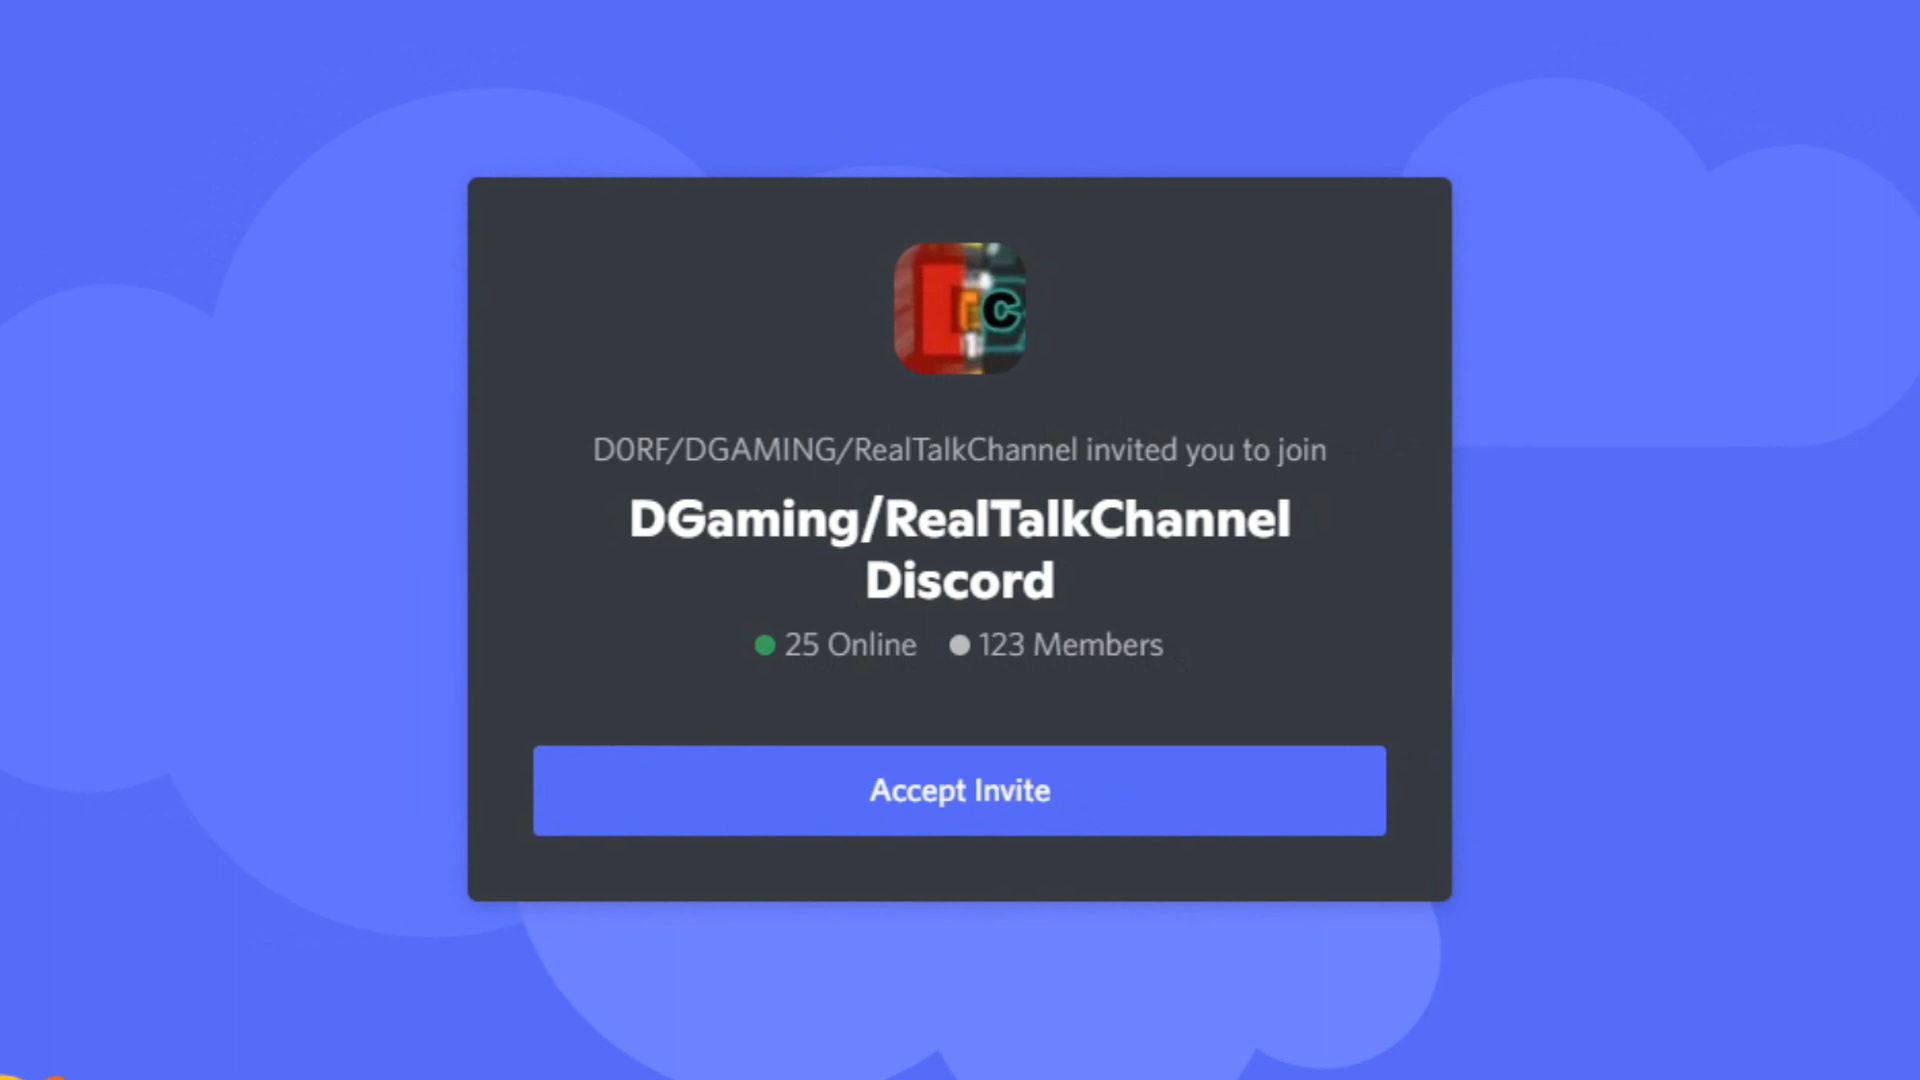 C
D0RF/DGAMING/RealTalkChannel invited you to join
DGaming/RealTalkChannel
Discord
25 Online 123 Members
Accept Invite